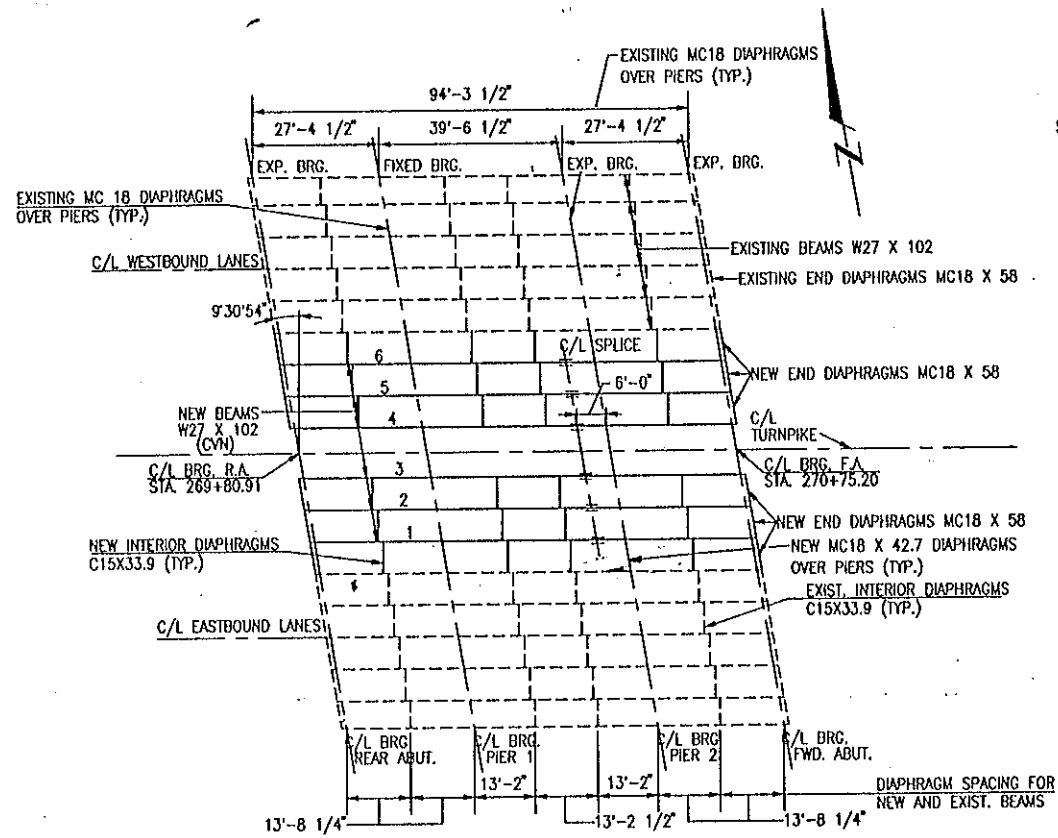 EXISTING MC18 DIAPHRAGMS
OVER PIERS (TYP.)
94'-3 1/2"
27'-4 1/2"
39'-6 1/2"
27'-4 1/2"
EXP. BRG.
FIXED BRG.
EXP. BRG.
EXP. BRG.
EXISTING MC 18 DIAPHRAGMS
OVER PIERS (TYP.)
EXISTING BEAMS W27 X 102
C/L WESTBOUND LANES
EXISTING END DIAPHRAGMS MC18 X 58
9°30'54"
C/L SPLICE
6
5
4
6'-0"
NEW END DIAPHRAGMS MC18 X 58
NEW BEAMS
W27 X 102
(CVN)
C/L
TURNPIKE
C/L BRG. R.A.
STA. 269+80.91
3
C/L BRG. F.A.
STA. 270+75.20
2
NEW END DIAPHRAGMS MC18 X 58
1
NEW INTERIOR DIAPHRAGMS
C15X33.9 (TYP.)
NEW MC18 X 42.7 DIAPHRAGMS
OVER PIERS (TYP.)
EXIST. INTERIOR DIAPHRAGMS
C15X33.9 (TYP.)
C/L EASTBOUND LANES
C/L BRG.
REAR ABUT.
C/L BRG.
PIER 1
C/L BRG
PIER 2
C/L BRG.
FWD. ABUT.
13'-2"
13'-2"
DIAPHRAGM SPACING FOR
NEW AND EXIST. BEAMS
13'-8 1/4"
13'-2 1/2"
13'-8 1/4"